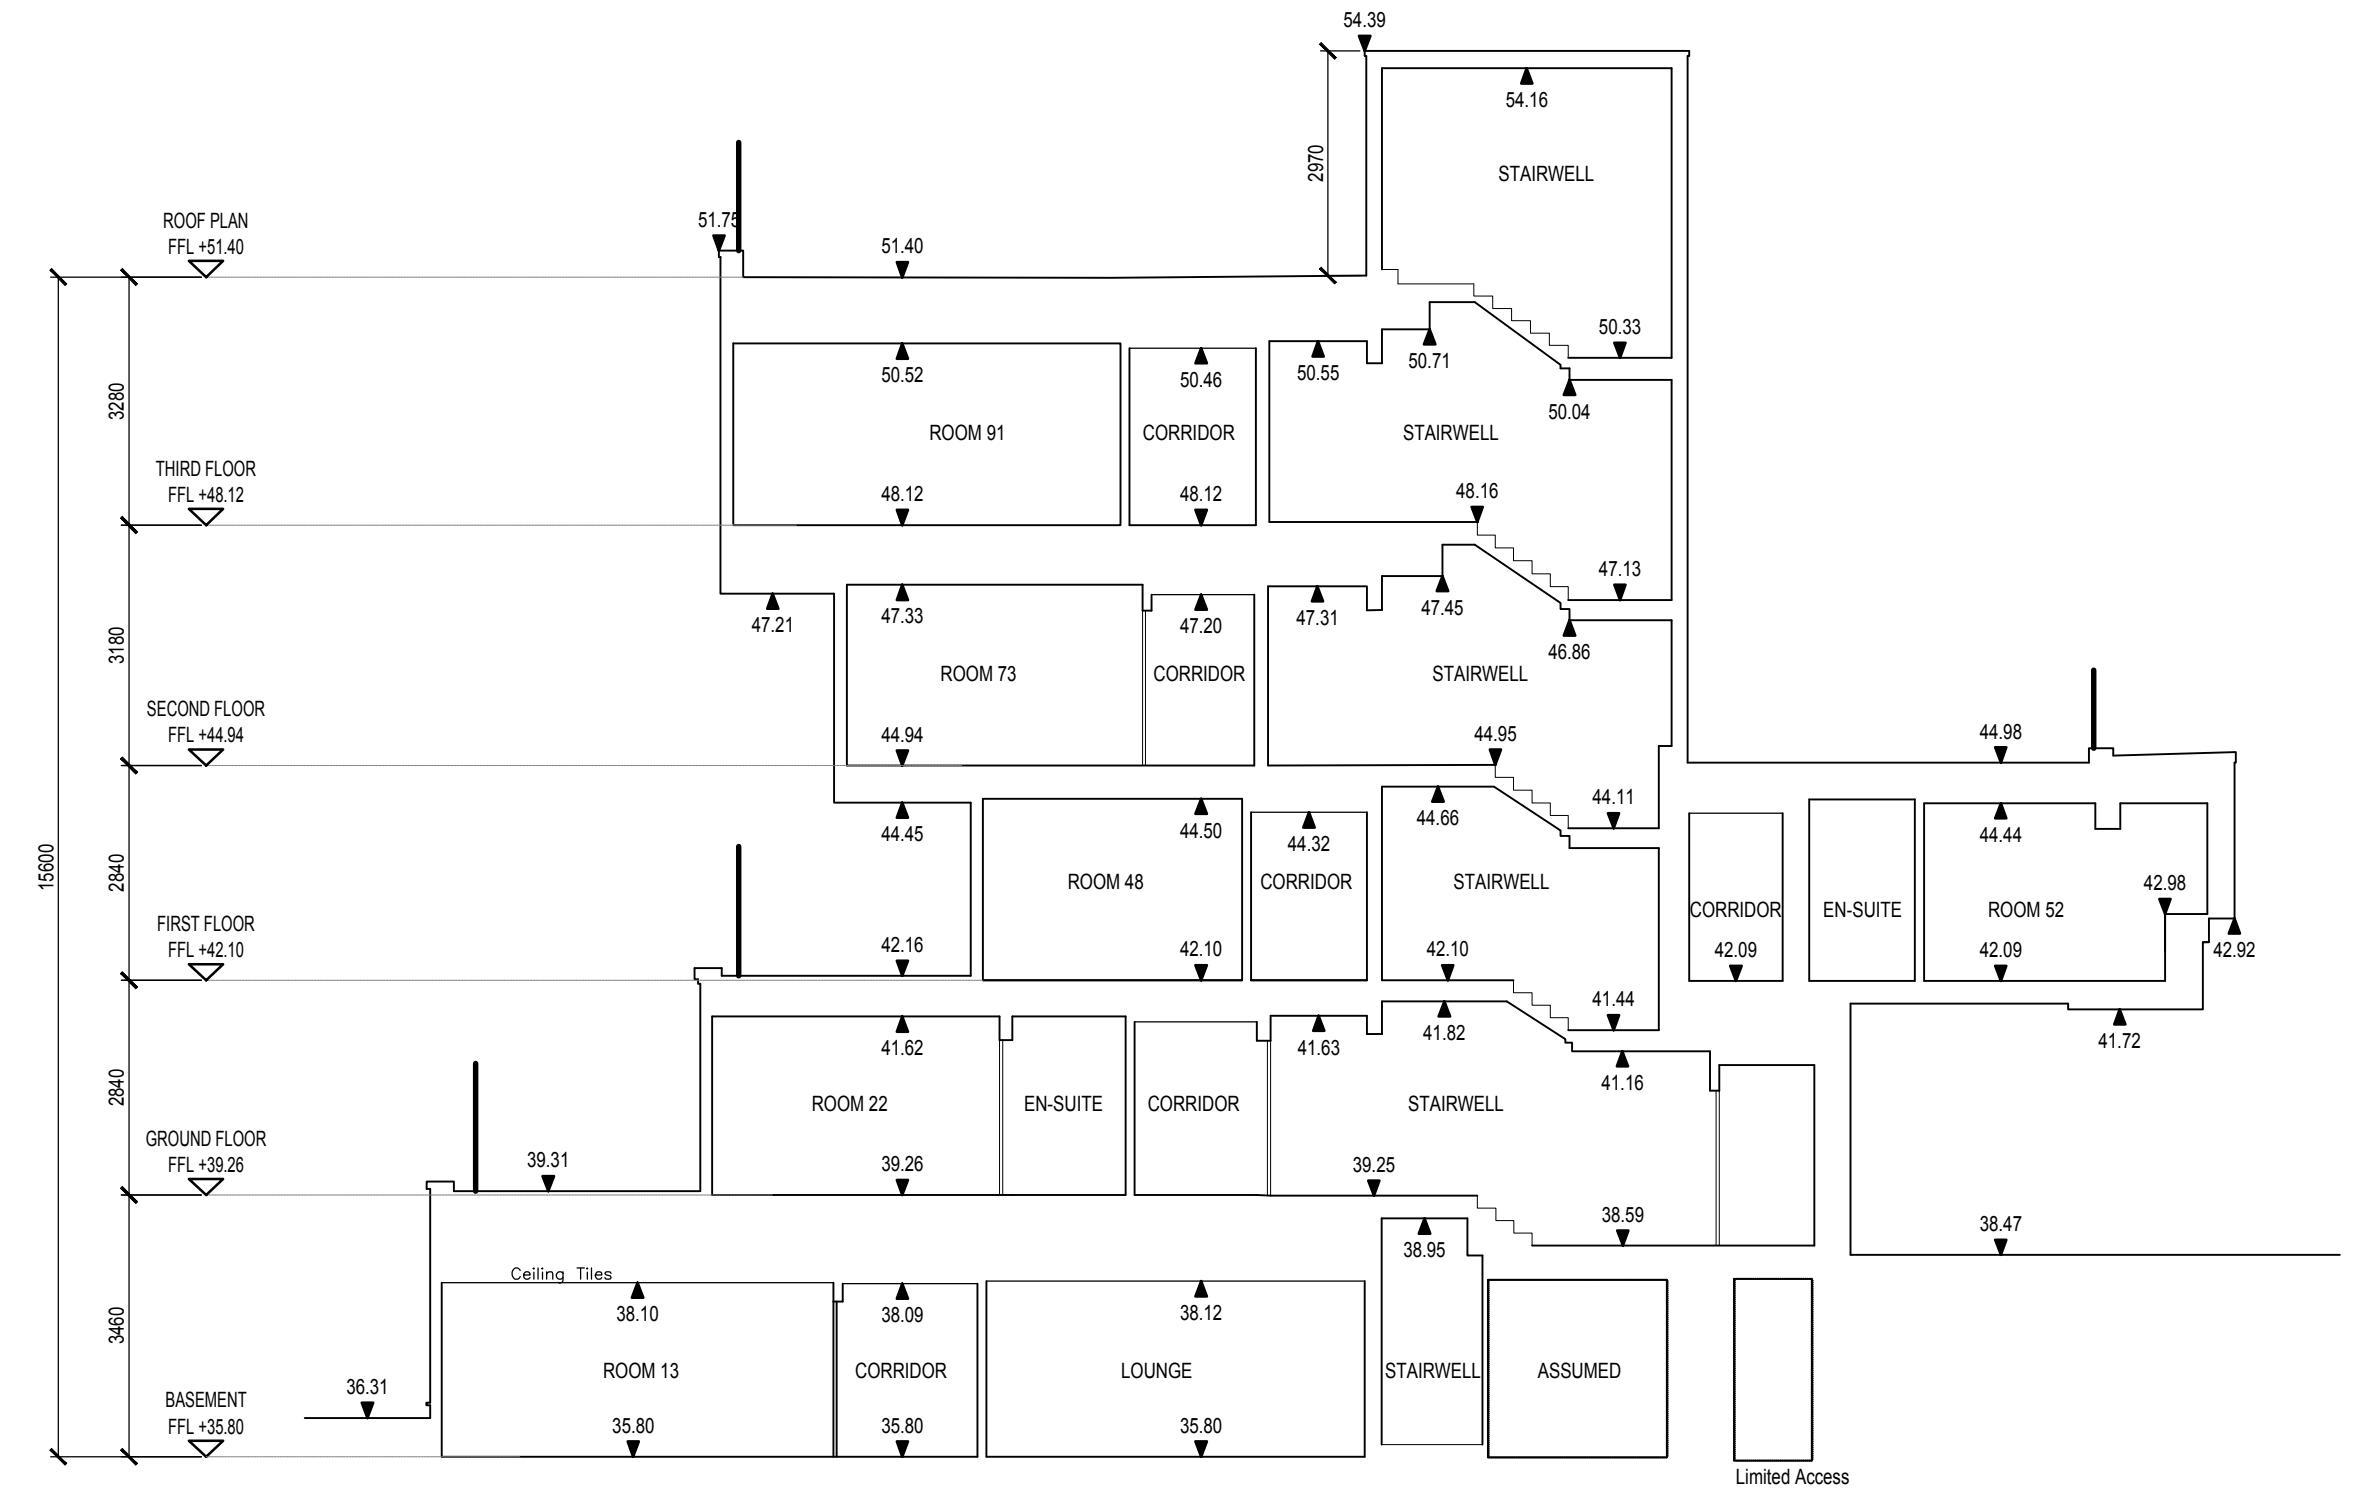 54.39
54.16
2970
STAIRWELL
51.75
ROOF PLAN
FFL +51.40
51.40
50.33
50.52
50.46
50.55
50.71
50.04
3280
ROOM 91
CORRIDOR
STAIRWELL
THIRD FLOOR
FFL +48.12
48.12
48.12
48.16
47.13
47.21
47.33
47.20
47.31
47.45
46.86
3180
ROOM 73
CORRIDOR
STAIRWELL
SECOND FLOOR
FFL +44.94
44.94
44.95
44.98
44.11
44.45
44.50
44.32
44.66
44.44
15600
2840
ROOM 48
CORRIDOR
STAIRWELL
42.98
CORRIDOR
EN-SUITE
ROOM 52
FIRST FLOOR
FFL +42.10
42.16
42.10
42.10
42.09
42.09
42.92
41.44
41.62
41.63
41.82
41.72
41.16
2840
ROOM 22
EN-SUITE
CORRIDOR
STAIRWELL
GROUND FLOOR
FFL +39.26
39.31
39.26
39.25
38.59
38.47
38.95
Ceiling Tiles
38.10
38.09
38.12
3460
ROOM 13
CORRIDOR
LOUNGE
STAIRWELL
ASSUMED
36.31
BASEMENT
FFL +35.80
35.80
35.80
35.80
Limited Access